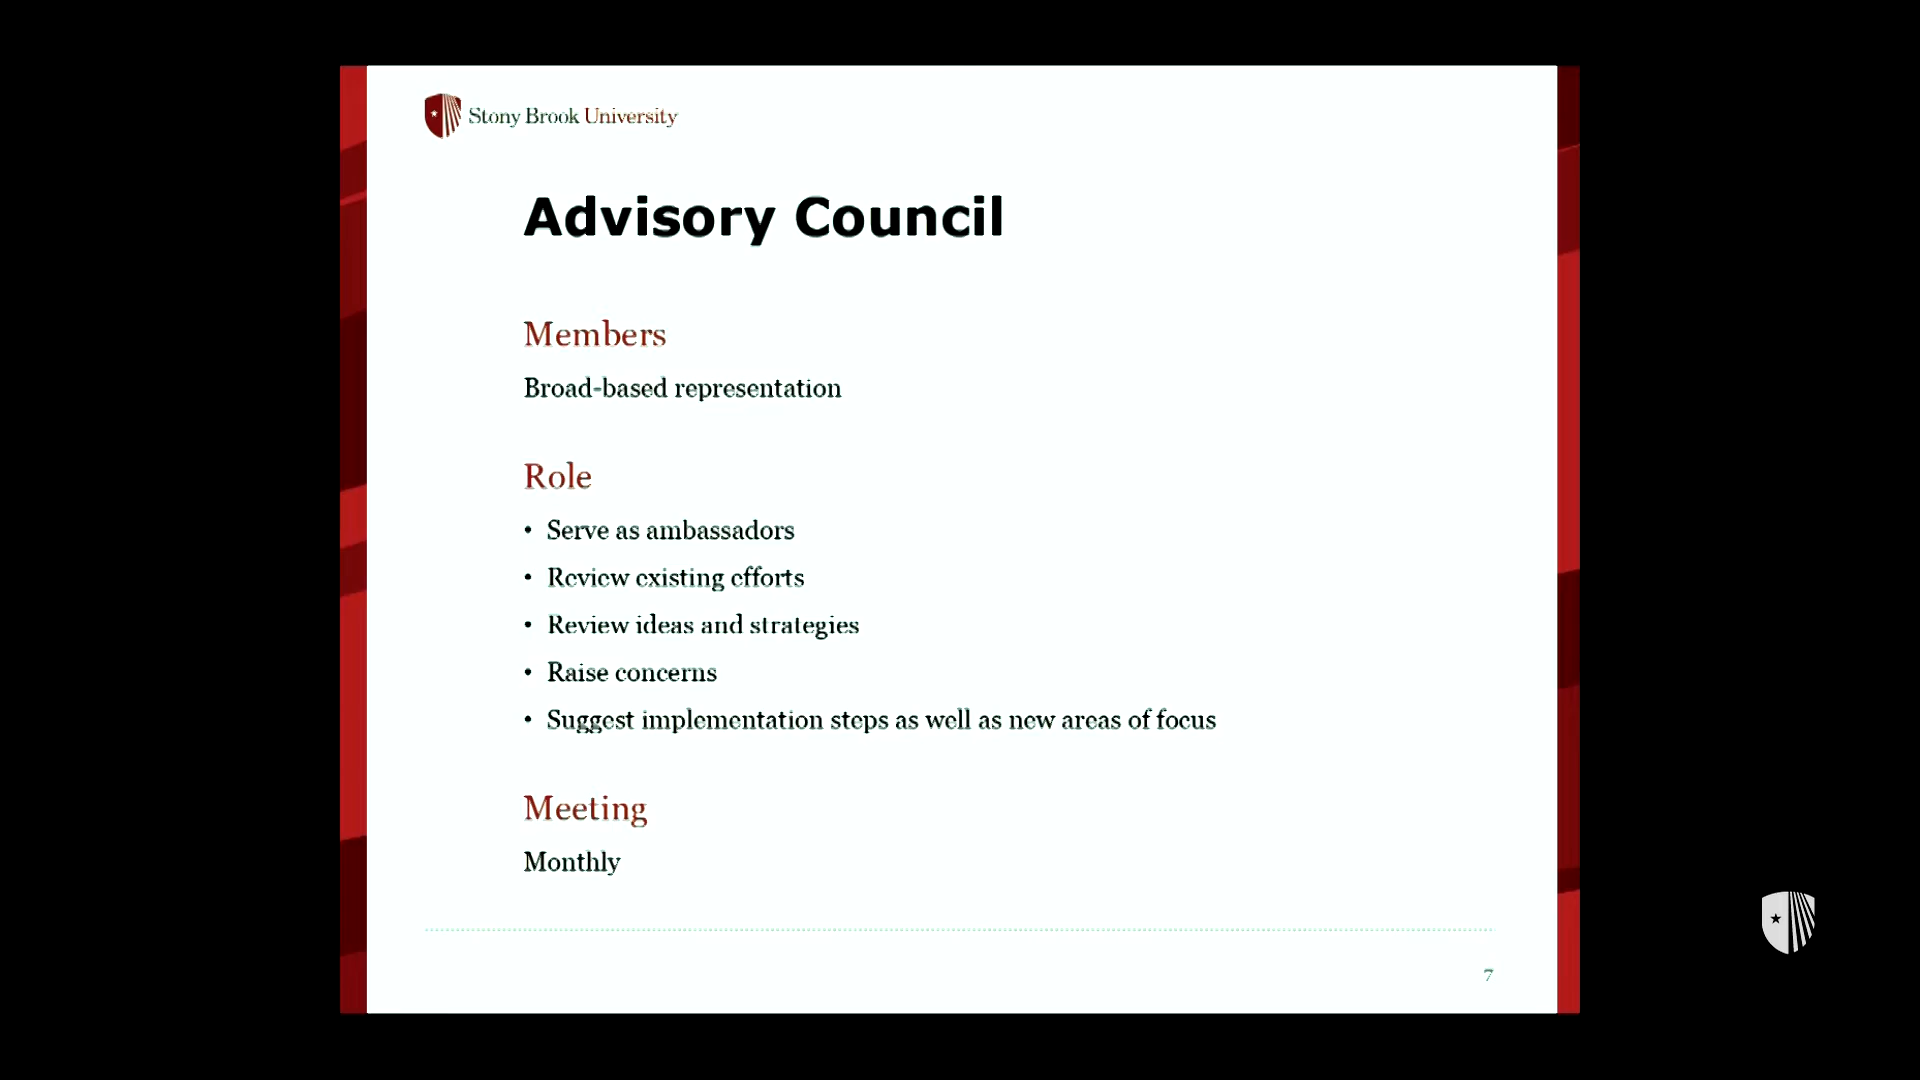 Stony Brook University
Advisory Council
Members
Broad-based representation
Role
• Serve as ambassadors
• Review existing efforts
• Review ideas and strategies
• Raise concerns
• Suggest implementation steps as well as new areas of focus
Meeting
Monthly
7